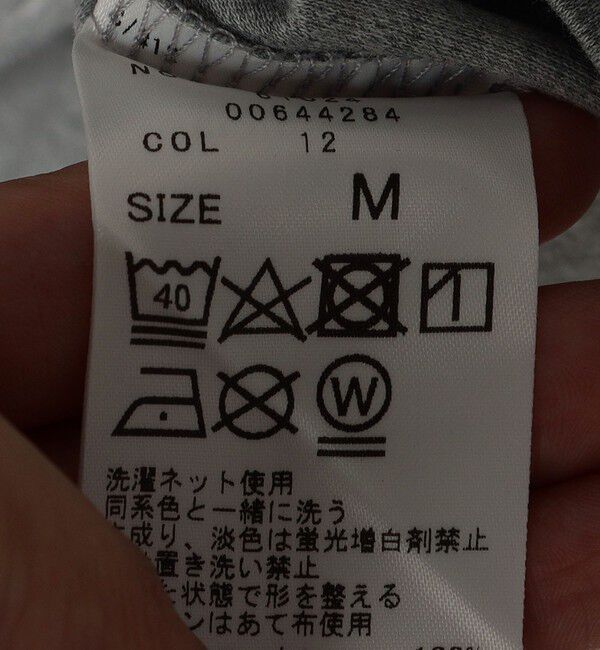 00644284
COL 12
SIZE M
40
W
洗濯ネット使用
同系色と一緒に洗う
成り、淡色は蛍光増白剤禁止
置き洗い禁止
た状態で形を整える
ンはあて布使用